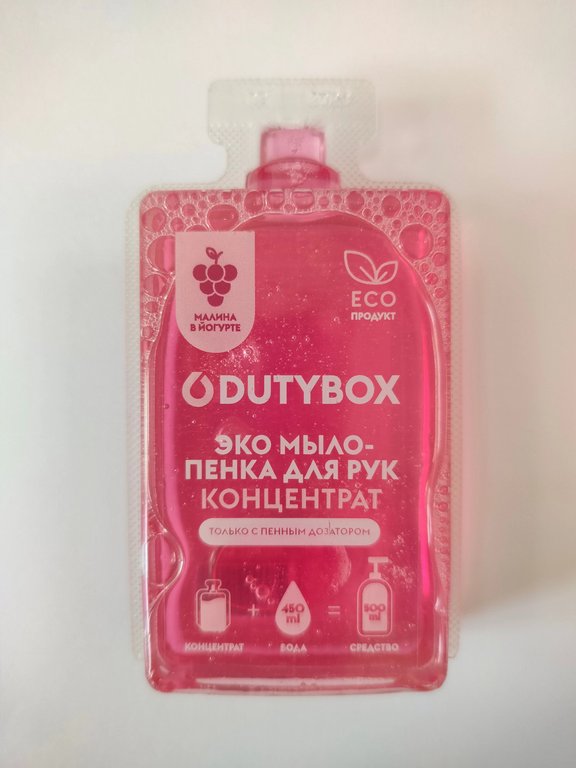 МАЛИНА
В ЙОГУРТЕ
ECO
ПРОДУКТ
DUTYBOX
ЭКО МЫЛО-
ПЕНКА ДЛЯ РУК
КОНЦЕНТРАТ
ТОЛЬКО С ПЕННЫМ ДОЗАТОРОМ
+ 450 ml = 500 ml
КОНЦЕНТРАТ ВОДА СРЕДСТВО